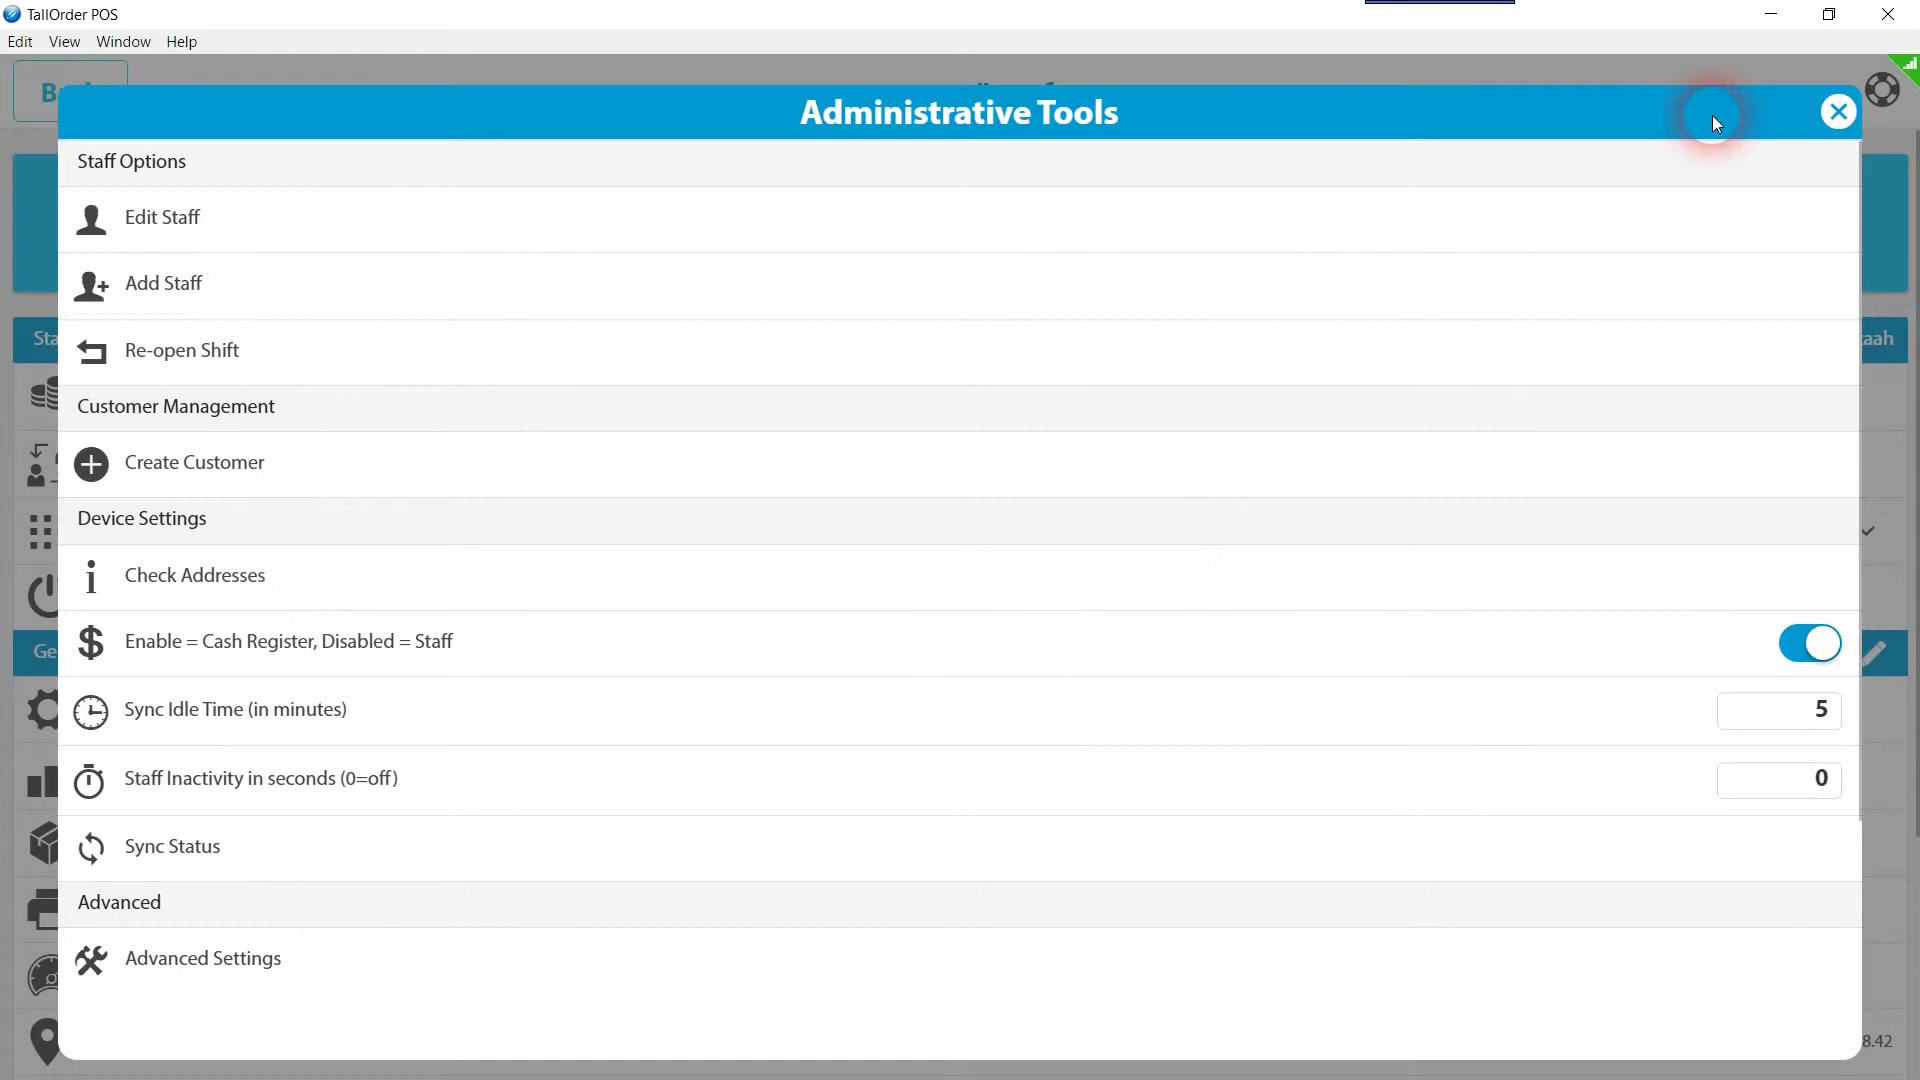 TallOrder POS
Edit View Window Help
Administrative Tools
Staff Options
Edit Staff
Add Staff
Re-open Shift
Customer Management
Create Customer
Device Settings
Check Addresses
Enable = Cash Register, Disabled = Staff
Sync Idle Time (in minutes) 5
Staff Inactivity in seconds (0=off) 0
Sync Status
Advanced
Advanced Settings
8.42